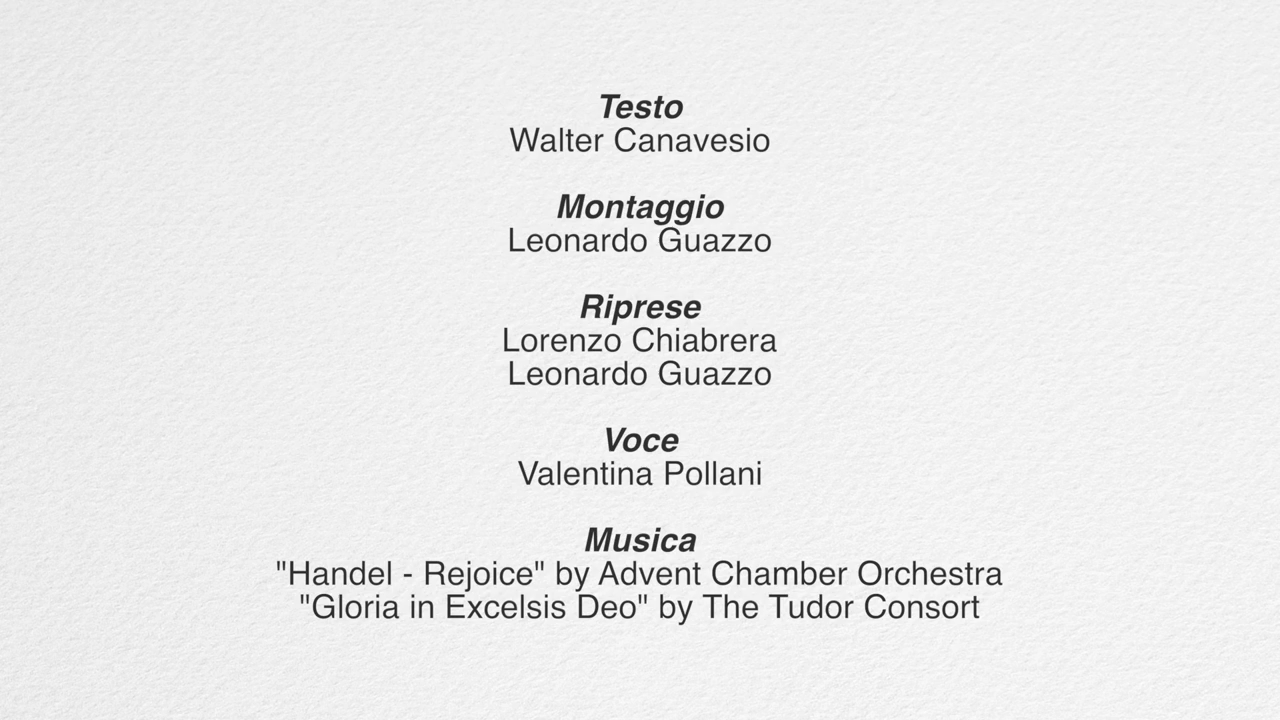 Testo
Walter Canavesio
Montaggio
Leonardo Guazzo
Riprese
Lorenzo Chiabrera
Leonardo Guazzo
Voce
Valentina Pollani
Musica
"Handel - Rejoice" by Advent Chamber Orchestra
"Gloria in Excelsis Deo" by The Tudor Consort